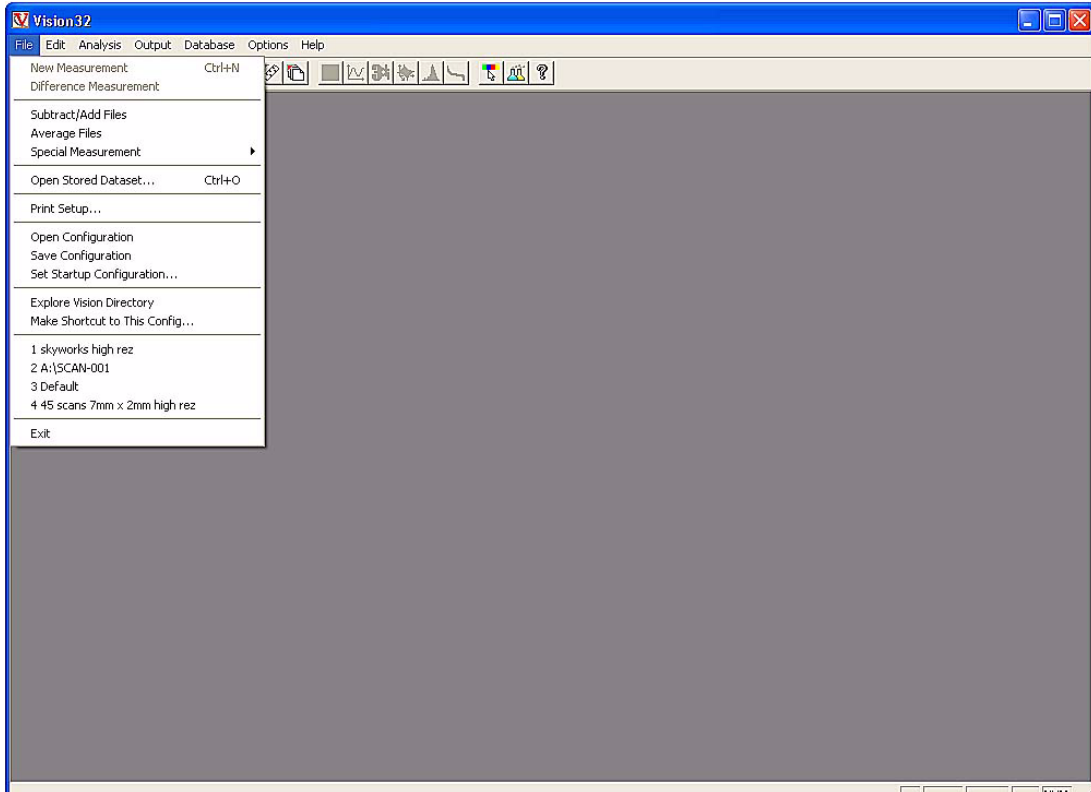 Vision32
File Edit Analysis Output Database Options Help
New Measurement Ctrl+N
Difference Measurement
Subtract/Add Files
Average Files
Special Measurement
Open Stored Dataset... Ctrl+O
Print Setup...
Open Configuration
Save Configuration
Set Startup Configuration...
Explore Vision Directory
Make Shortcut to This Config...
1 skyworks high rez
2 A:\SCAN-001
3 Default
4 45 scans 7mm x 2mm high rez
Exit
NUM